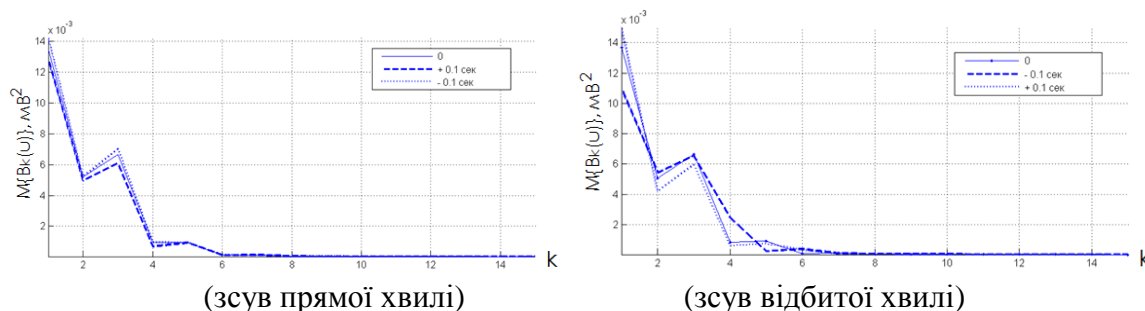 x 10⁻³
14
12
10
8
6
4
2
M{Bk(υ)}, мВ²
0
+ 0.1 сек
- 0.1 сек
2 4 6 8 10 12 14 k
(зсув прямої хвилі)
x 10⁻³
14
12
10
8
6
4
2
M{Bk(υ)}, мВ²
0
- 0.1 сек
+ 0.1 сек
2 4 6 8 10 12 14 k
(зсув відбитої хвилі)